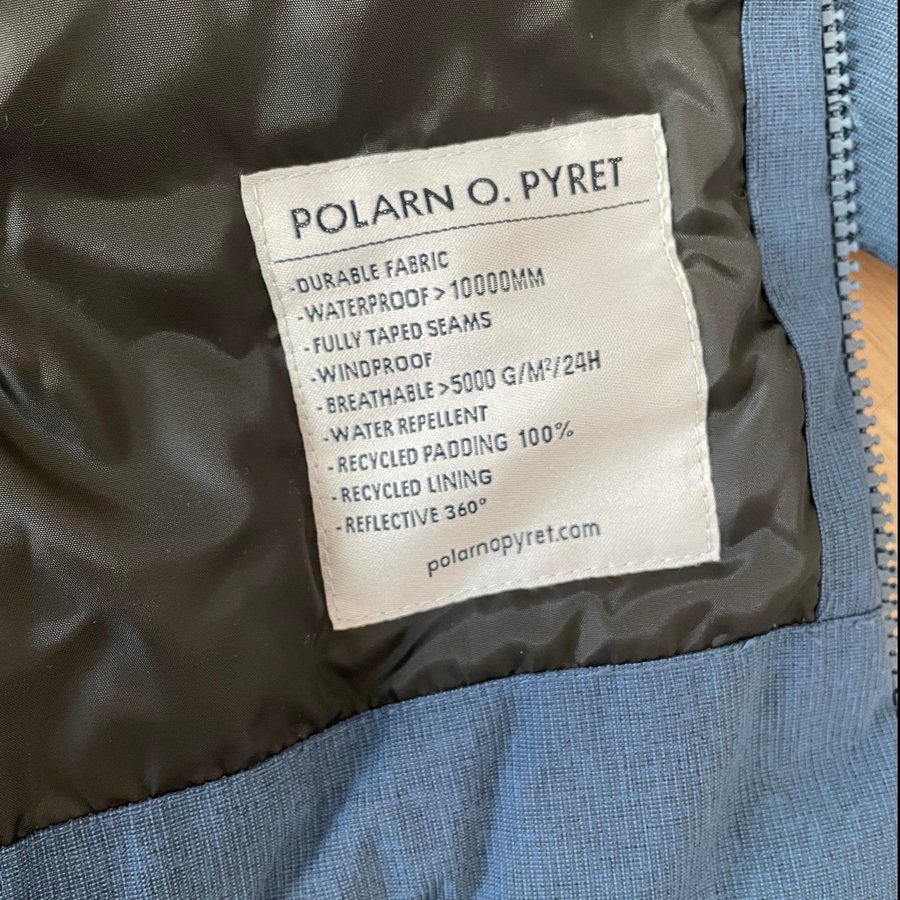 POLARN O. PYRET
-DURABLE FABRIC
-WATERPROOF > 10000MM
-FULLY TAPED SEAMS
-WINDPROOF
-BREATHABLE >5000 G/M²/24H
-WATER REPELLENT
-RECYCLED PADDING 100%
-RECYCLED LINING
-REFLECTIVE 360°
polarnopyret.com